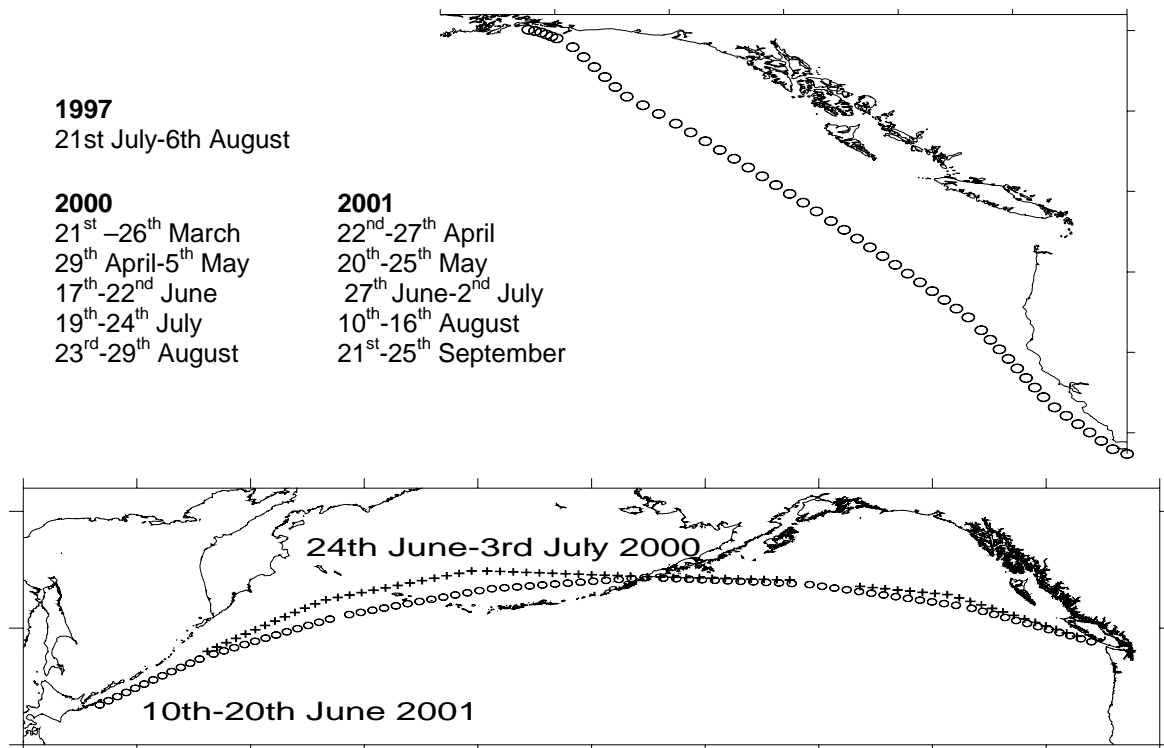 1997
21st July-6th August
2000
21st –26th March
29th April-5th May
17th-22nd June
19th-24th July
23rd-29th August
2001
22nd-27th April
20th-25th May
27th June-2nd July
10th-16th August
21st-25th September
24th June-3rd July 2000
10th-20th June 2001